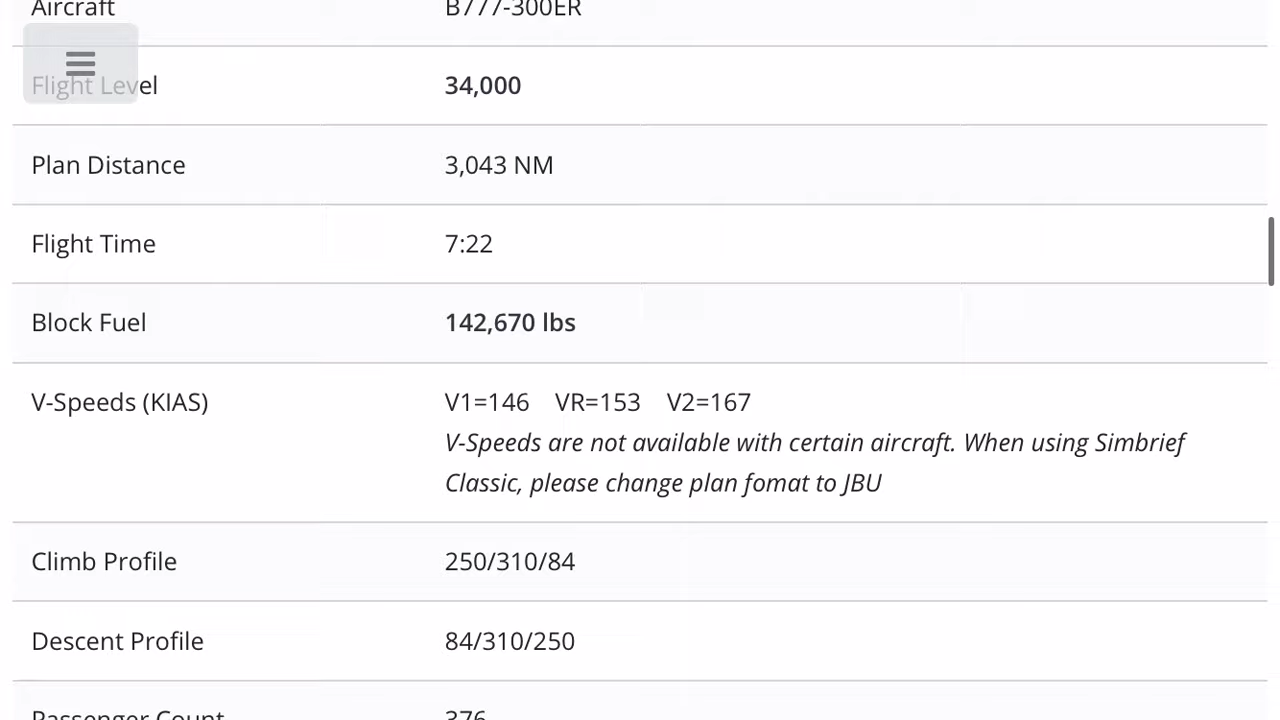 Aircraft B777-300ER
Flight Level 34,000
Plan Distance 3,043 NM
Flight Time 7:22
Block Fuel 142,670 lbs
V-Speeds (KIAS) V1=146 VR=153 V2=167
V-Speeds are not available with certain aircraft. When using Simbrief
Classic, please change plan fomat to JBU
Climb Profile 250/310/84
Descent Profile 84/310/250
Passenger Count 376